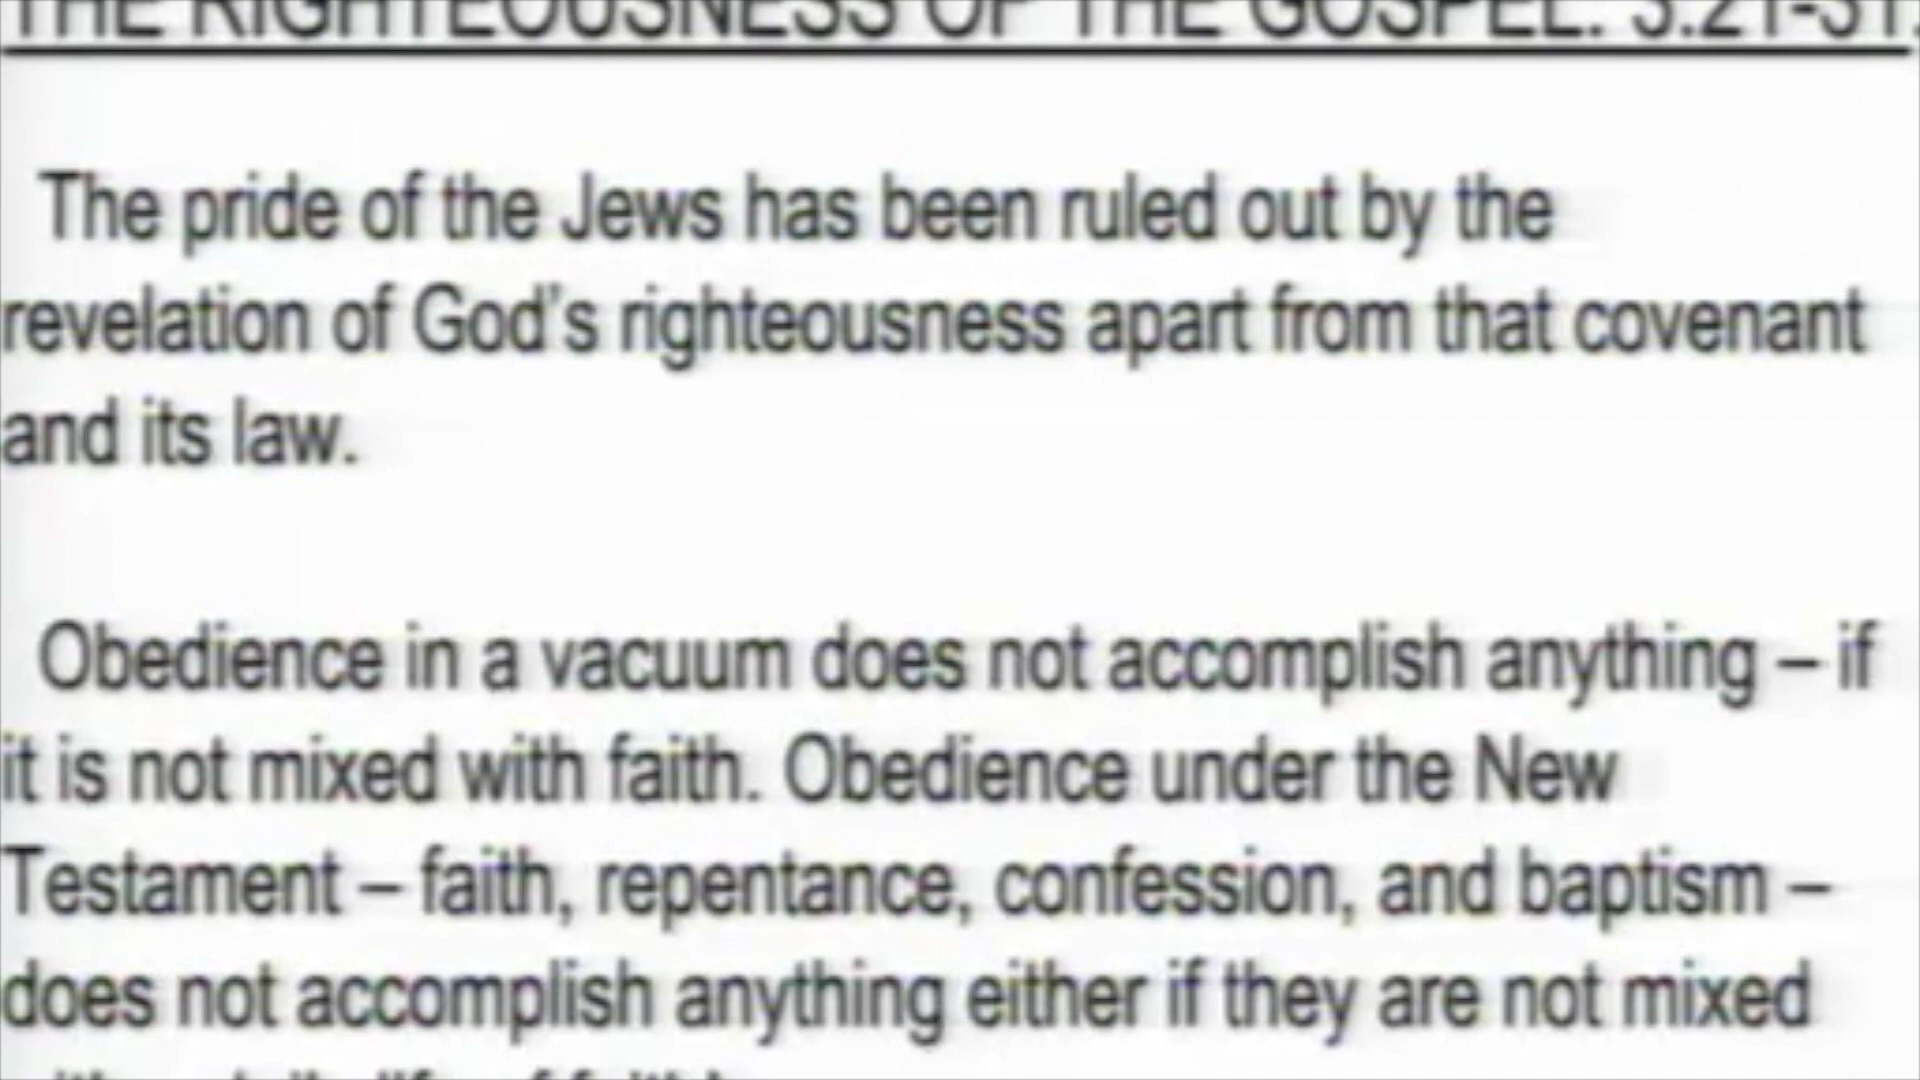 THE RIGHTEOUSNESS OF THE GOSPEL. 3.21-31.
The pride of the Jews has been ruled out by the
revelation of God's righteousness apart from that covenant
and its law.
Obedience in a vacuum does not accomplish anything – if
it is not mixed with faith. Obedience under the New
Testament – faith, repentance, confession, and baptism –
does not accomplish anything either if they are not mixed